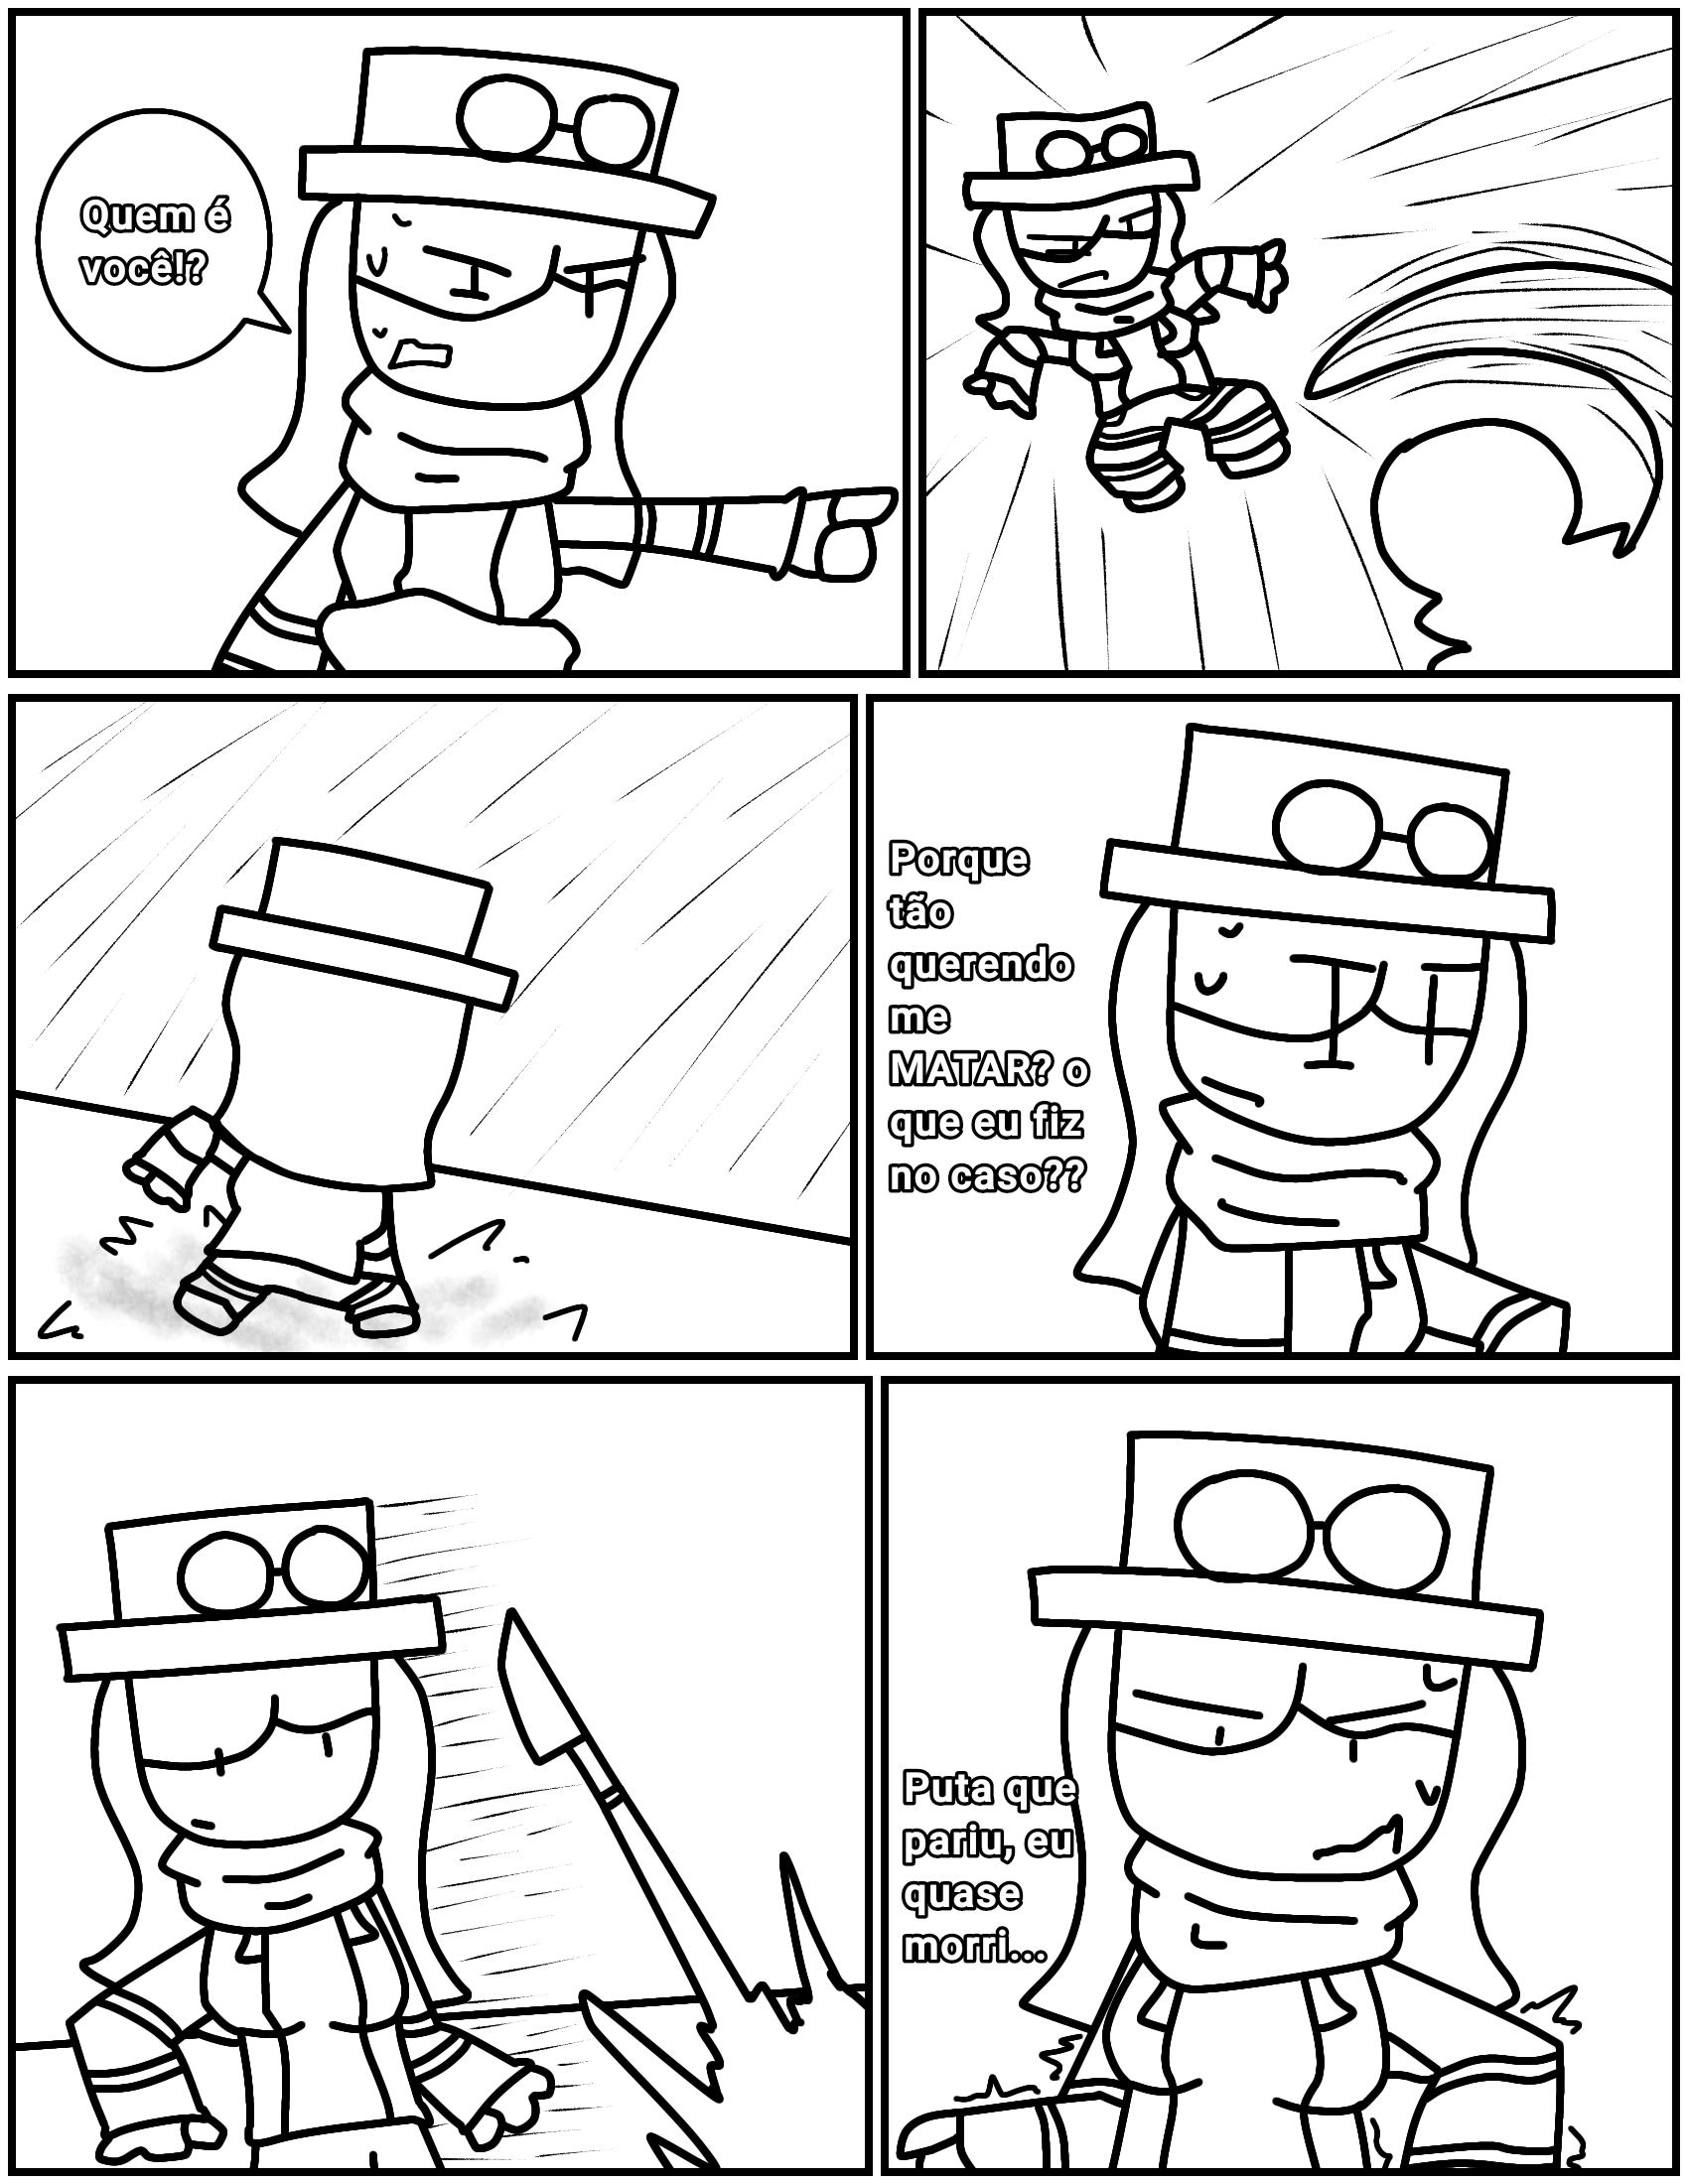 Quem é
você!?
Porque
tão
querendo
me
MATAR? o
que eu fiz
no caso??
Puta que
pariu, eu
quase
morri...